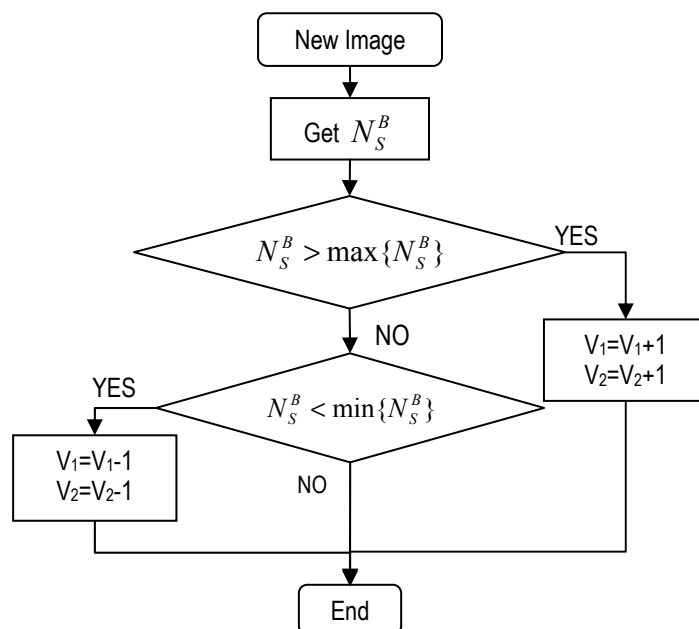 New Image
Get N_S^B
N_S^B > max{N_S^B}
YES
NO
V₁=V₁+1
V₂=V₂+1
YES
N_S^B < min{N_S^B}
V₁=V₁-1
V₂=V₂-1
NO
End